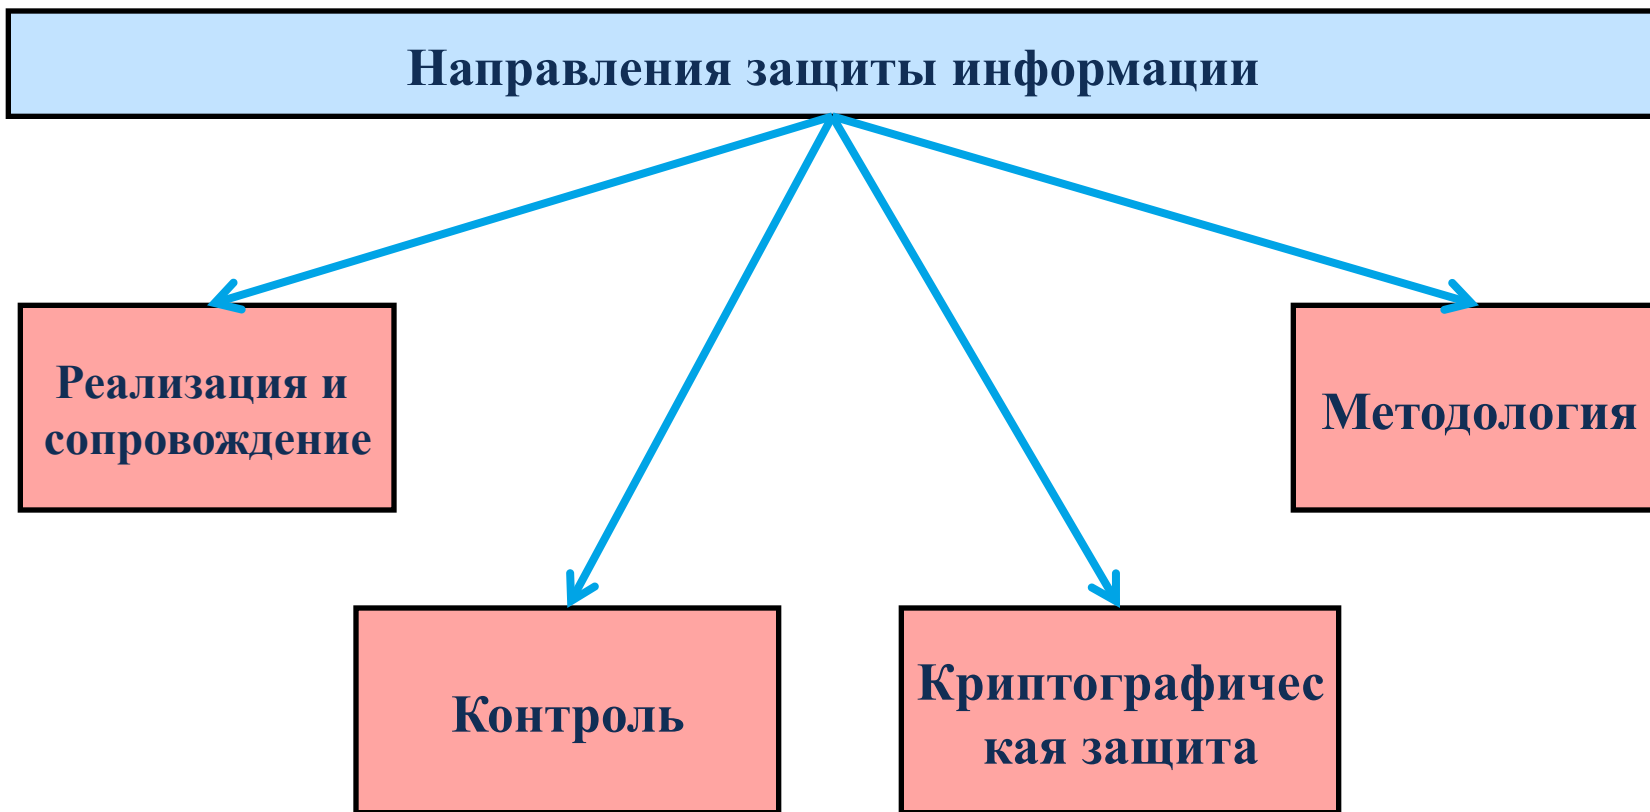 Направления защиты информации
Реализация и
сопровождение
Методология
Контроль
Криптографичес
кая защита